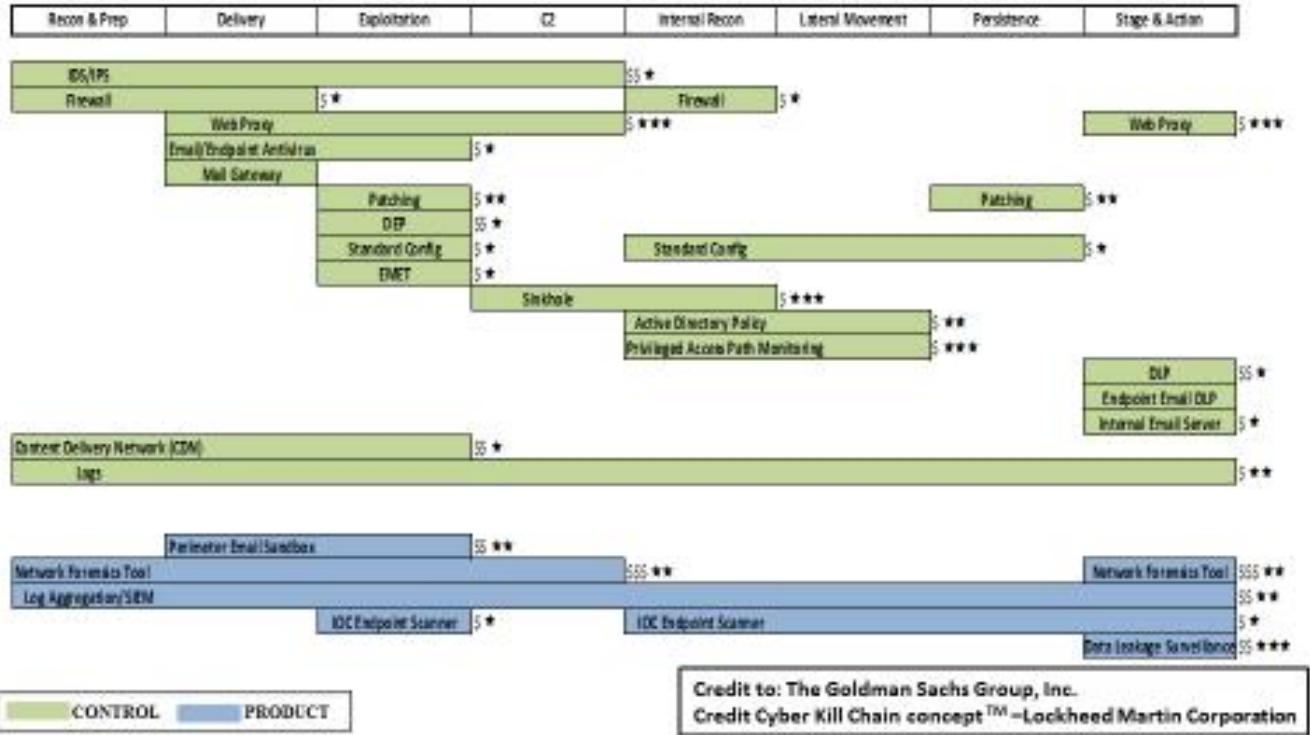 Recon & Prep Delivery Exploitation C2 Internal Recon Lateral Movement Persistence Stage & Action
IDS/IPS $$ ★
Firewall $ ★ Firewall $ ★
Web Proxy $ ★★★ Web Proxy $ ★★★
Email/Endpoint Antivirus $ ★
Mail Gateway
Patching $ ★★ Patching $ ★★
DEP $$ ★
Standard Config $ ★ Standard Config $ ★
EMET $ ★
Sinkhole $ ★★★
Active Directory Policy $ ★★
Privileged Access Path Monitoring $ ★★★
DLP $$ ★
Endpoint Email DLP
Internal Email Server $ ★
Content Delivery Network (CDN) $$ ★
Logs $ ★★
Perimeter Email Sandbox $$ ★★
Network Forensics Tool $$$ ★★ Network Forensics Tool $$$ ★★
Log Aggregation/SIEM $$ ★★
IOC Endpoint Scanner $ ★ IOC Endpoint Scanner $ ★
Data Leakage Surveillance $$ ★★★
CONTROL PRODUCT
Credit to: The Goldman Sachs Group, Inc.
Credit Cyber Kill Chain concept™ –Lockheed Martin Corporation